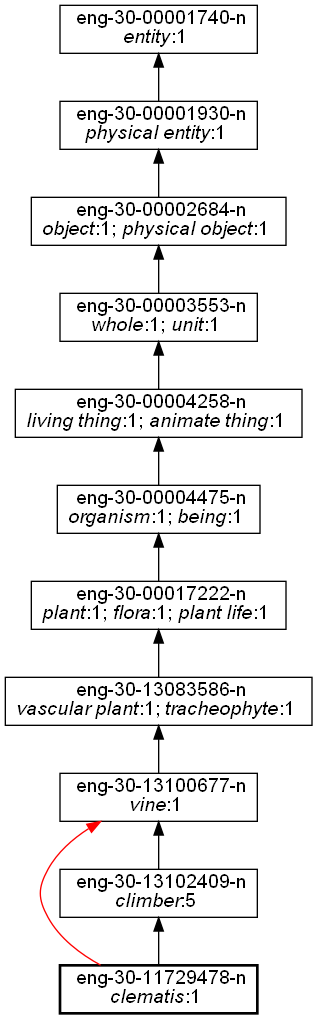 eng-30-00001740-n
entity:1
eng-30-00001930-n
physical entity:1
eng-30-00002684-n
object:1; physical object:1
eng-30-00003553-n
whole:1; unit:1
eng-30-00004258-n
living thing:1; animate thing:1
eng-30-00004475-n
organism:1; being:1
eng-30-00017222-n
plant:1; flora:1; plant life:1
eng-30-13083586-n
vascular plant:1; tracheophyte:1
eng-30-13100677-n
vine:1
eng-30-13102409-n
climber:5
eng-30-11729478-n
clematis:1